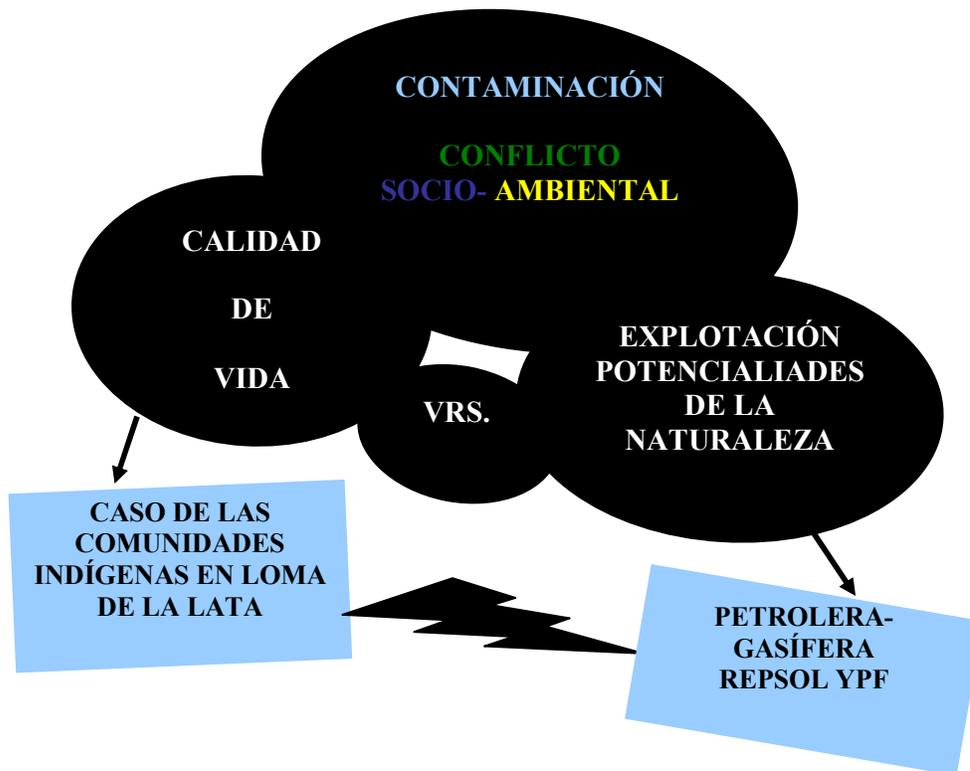 CONTAMINACIÓN
CONFLICTO
SOCIO- AMBIENTAL
CALIDAD
DE
VIDA
VRS.
EXPLOTACIÓN
POTENCIALIADES
DE LA
NATURALEZA
CASO DE LAS
COMUNIDADES
INDÍGENAS EN LOMA
DE LA LATA
PETROLERA-
GASÍFERA
REPSOL YPF